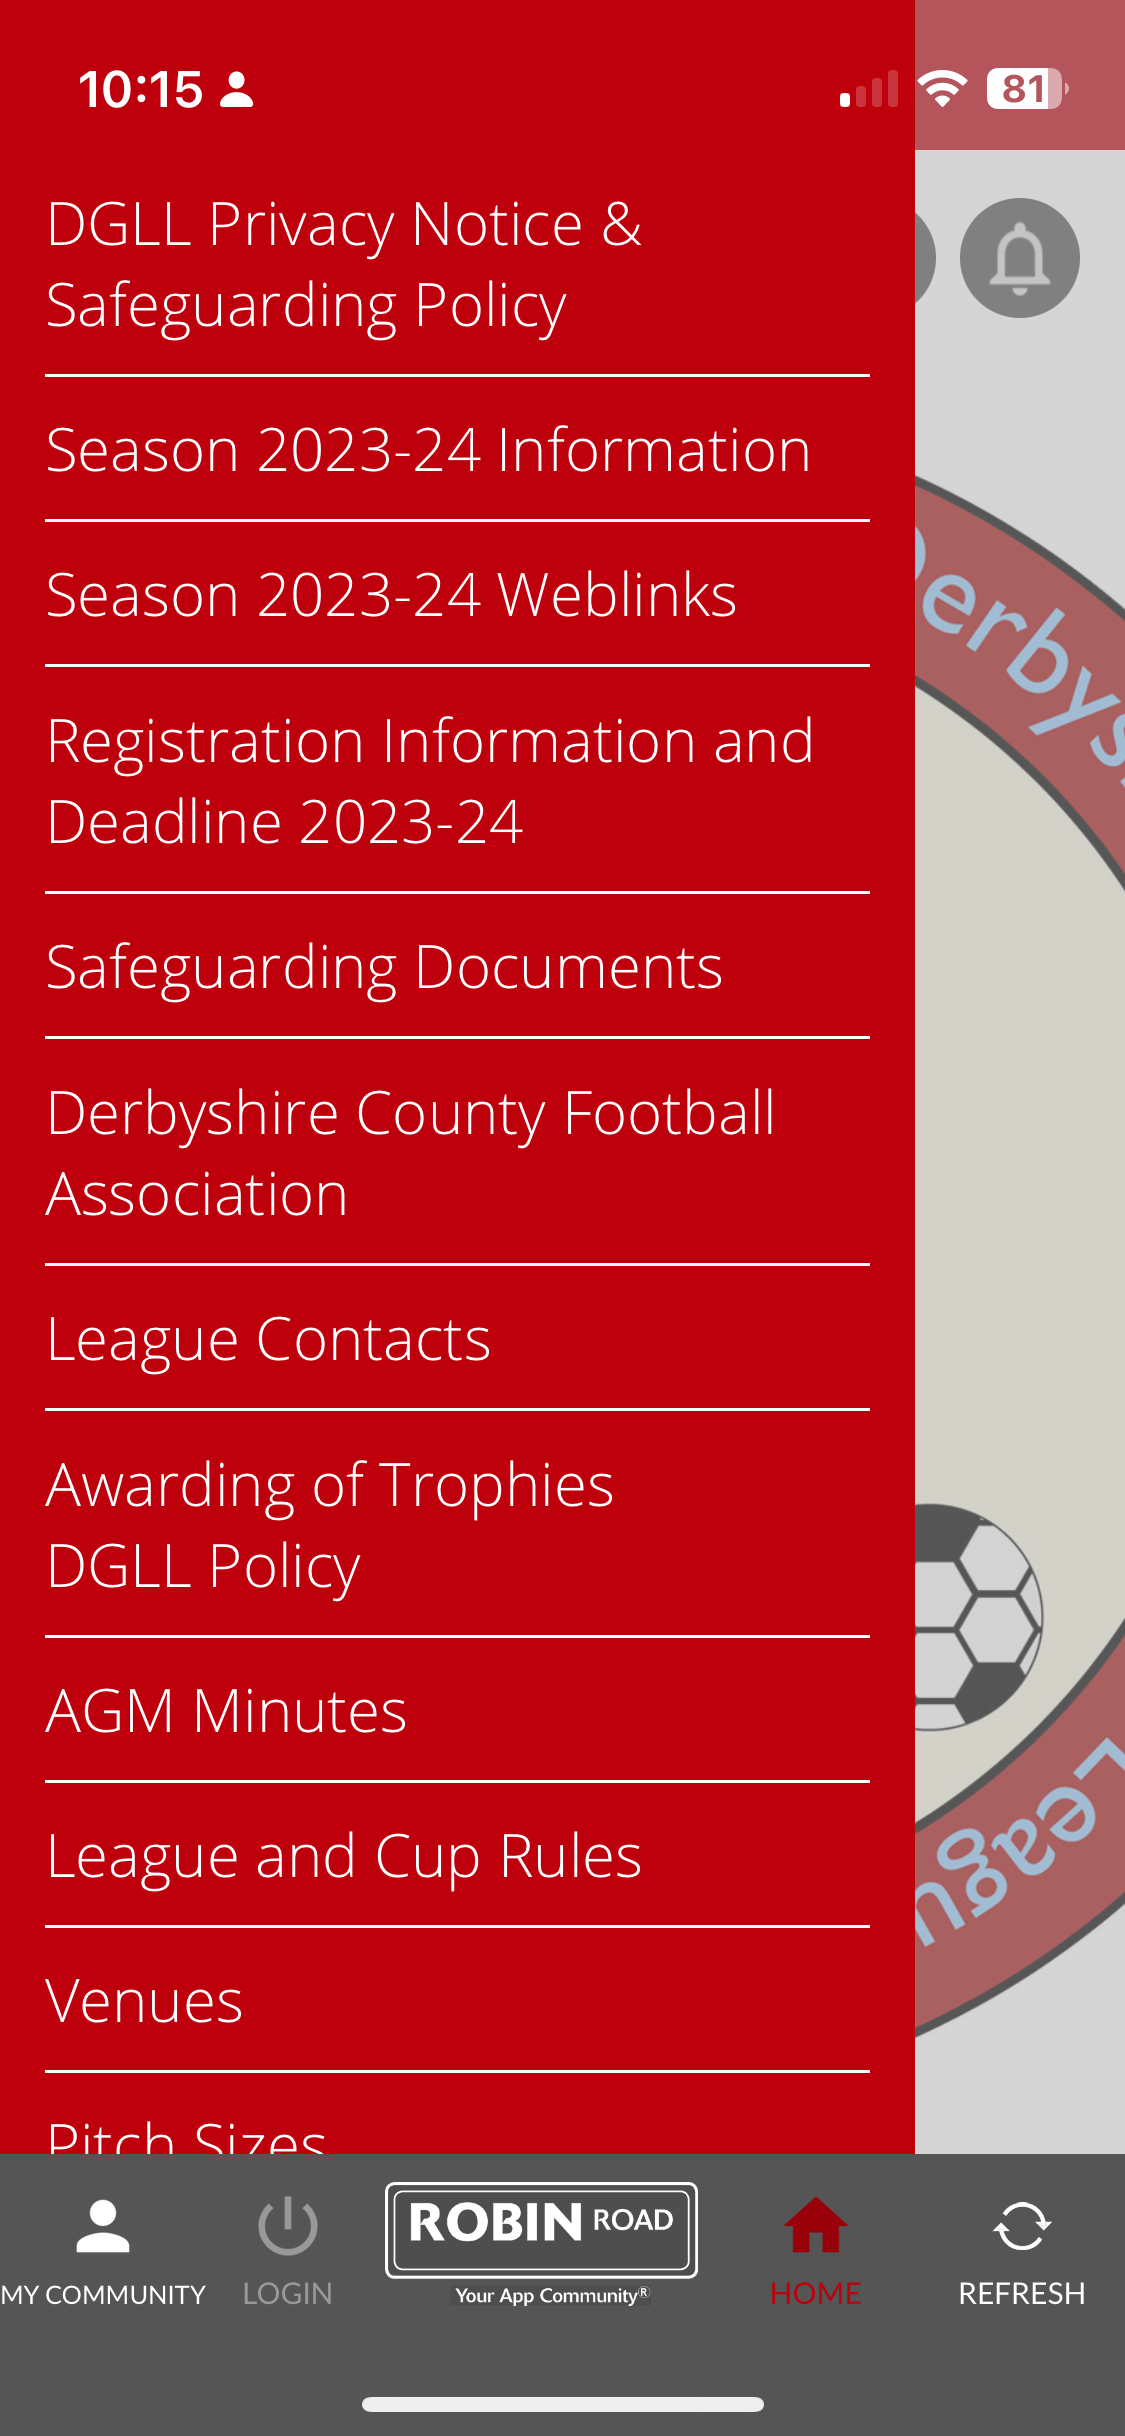 10:15
81
DGLL Privacy Notice &
Safeguarding Policy
Season 2023-24 Information
Season 2023-24 Weblinks
Registration Information and
Deadline 2023-24
Safeguarding Documents
Derbyshire County Football
Association
League Contacts
Awarding of Trophies
DGLL Policy
AGM Minutes
League and Cup Rules
Venues
Pitch Sizes
Derbys
Leagu
MY COMMUNITY
LOGIN
ROBIN ROAD
Your App Community®
HOME
REFRESH